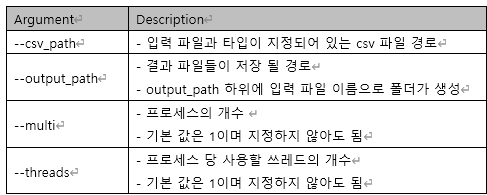 Argument Description
--csv_path - 입력 파일과 타입이 지정되어 있는 csv 파일 경로
--output_path - 결과 파일들이 저장 될 경로
- output_path 하위에 입력 파일 이름으로 폴더가 생성
--multi - 프로세스의 개수
- 기본 값은 1이며 지정하지 않아도 됨
--threads - 프로세스 당 사용할 쓰레드의 개수
- 기본 값은 1이며 지정하지 않아도 됨